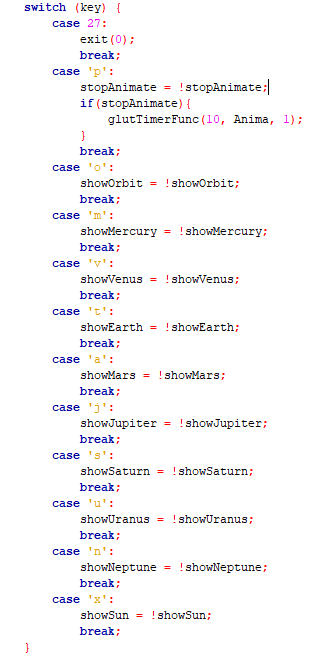 switch (key) {
case 27:
exit(0);
break;
case 'p':
stopAnimate = !stopAnimate;
if(stopAnimate){
glutTimerFunc(10, Anima, 1);
}
break;
case 'o':
showOrbit = !showOrbit;
break;
case 'm':
showMercury = !showMercury;
break;
case 'v':
showVenus = !showVenus;
break;
case 't':
showEarth = !showEarth;
break;
case 'a':
showMars = !showMars;
break;
case 'j':
showJupiter = !showJupiter;
break;
case 's':
showSaturn = !showSaturn;
break;
case 'u':
showUranus = !showUranus;
break;
case 'n':
showNeptune = !showNeptune;
break;
case 'x':
showSun = !showSun;
break;
}